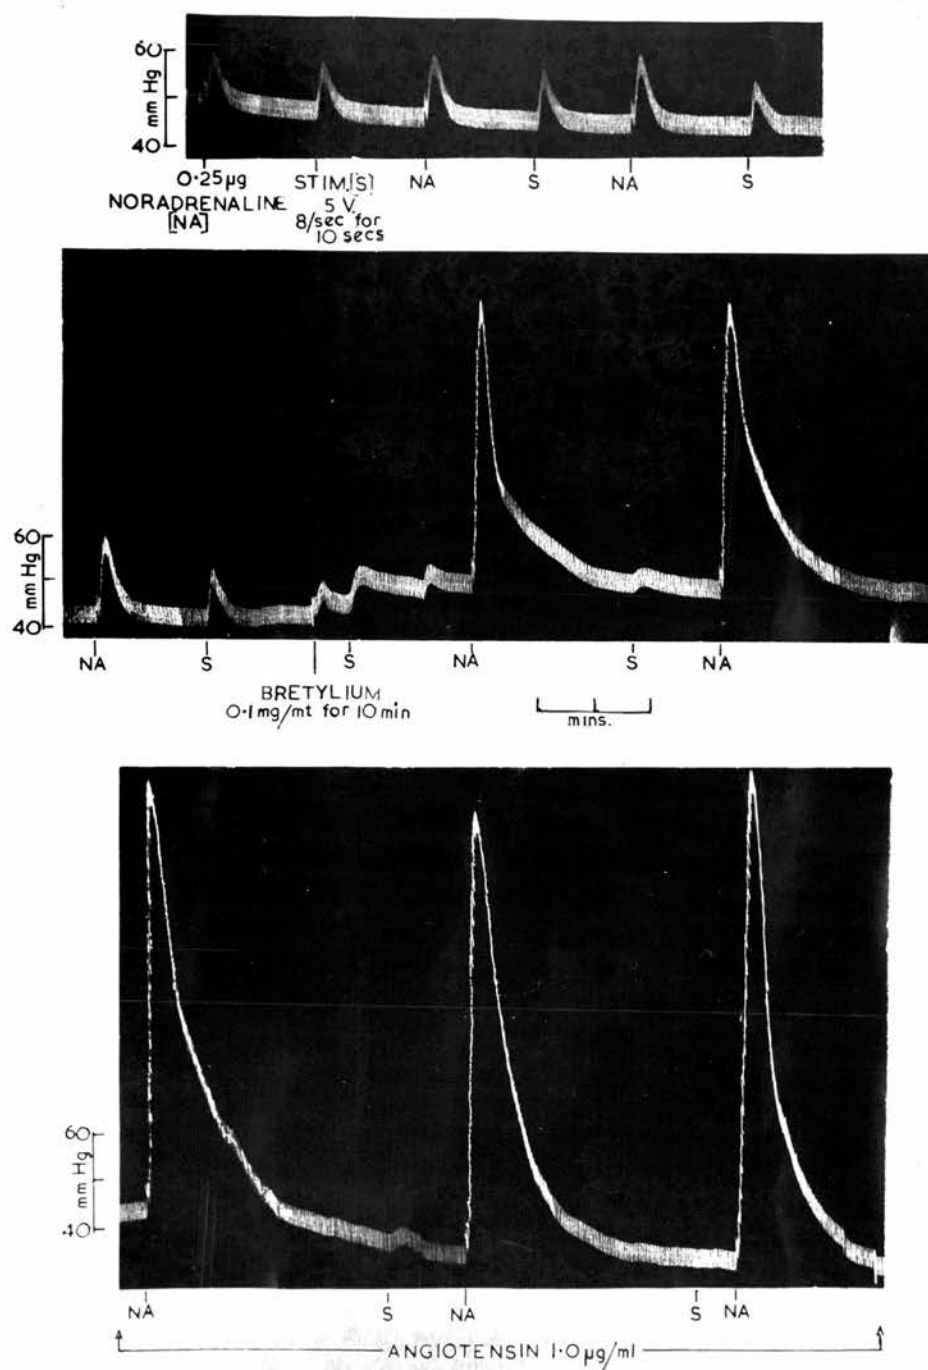 60
mm Hg
40
0.25µg
NORADRENALINE
[NA]
STIM.[S]
5 V.
8/sec for
10 secs
NA
S
NA
S
60
mm Hg
40
NA
S
S
NA
S
NA
BRETYLIUM
0.1mg/mt for 10 min
mins.
60
mm Hg
40
NA
S
NA
S
NA
ANGIOTENSIN 1.0 µg/ml